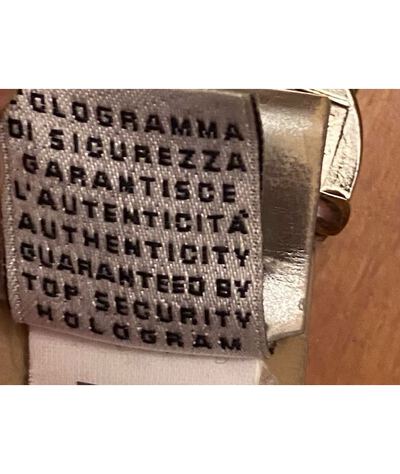 OLOGRAMMA
DI SICUREZZA
GARANTISCE
L'AUTENTICITÀ
AUTHENTICITY
GUARANTEED BY
TOP SECURITY
HOLOGRAM